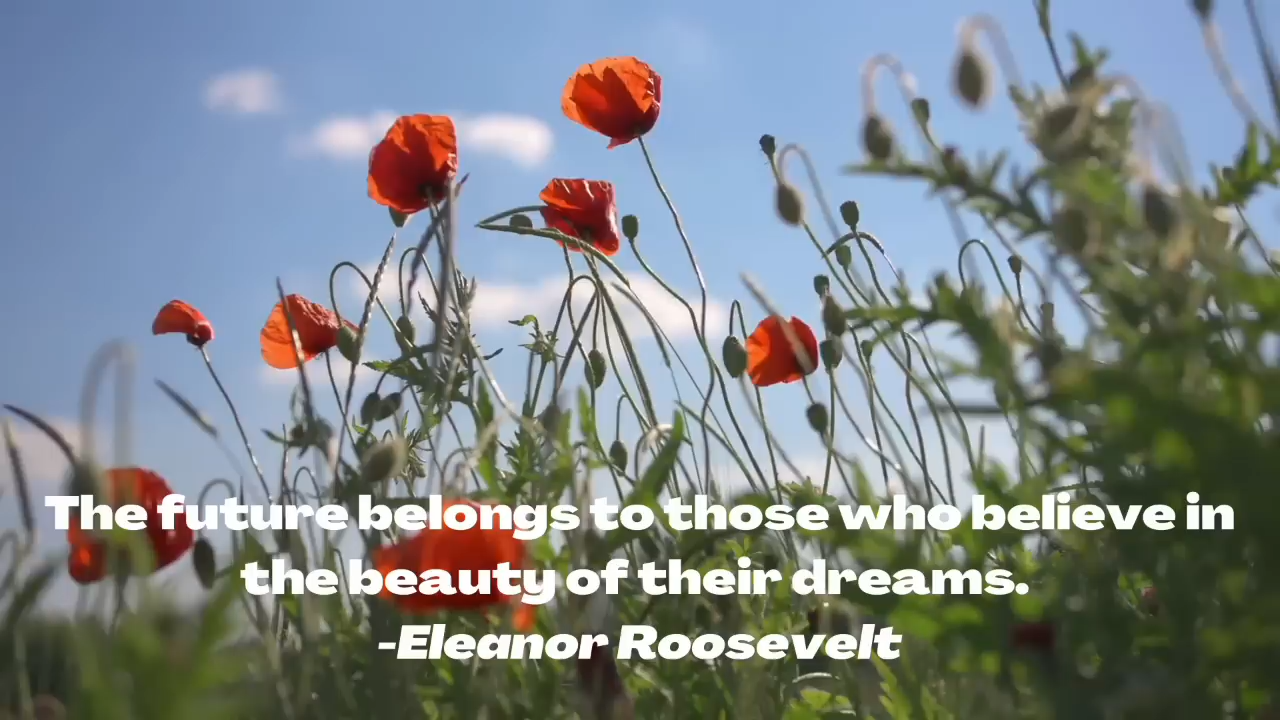 The future belongs to those who believe in
the beauty of their dreams.
-Eleanor Roosevelt